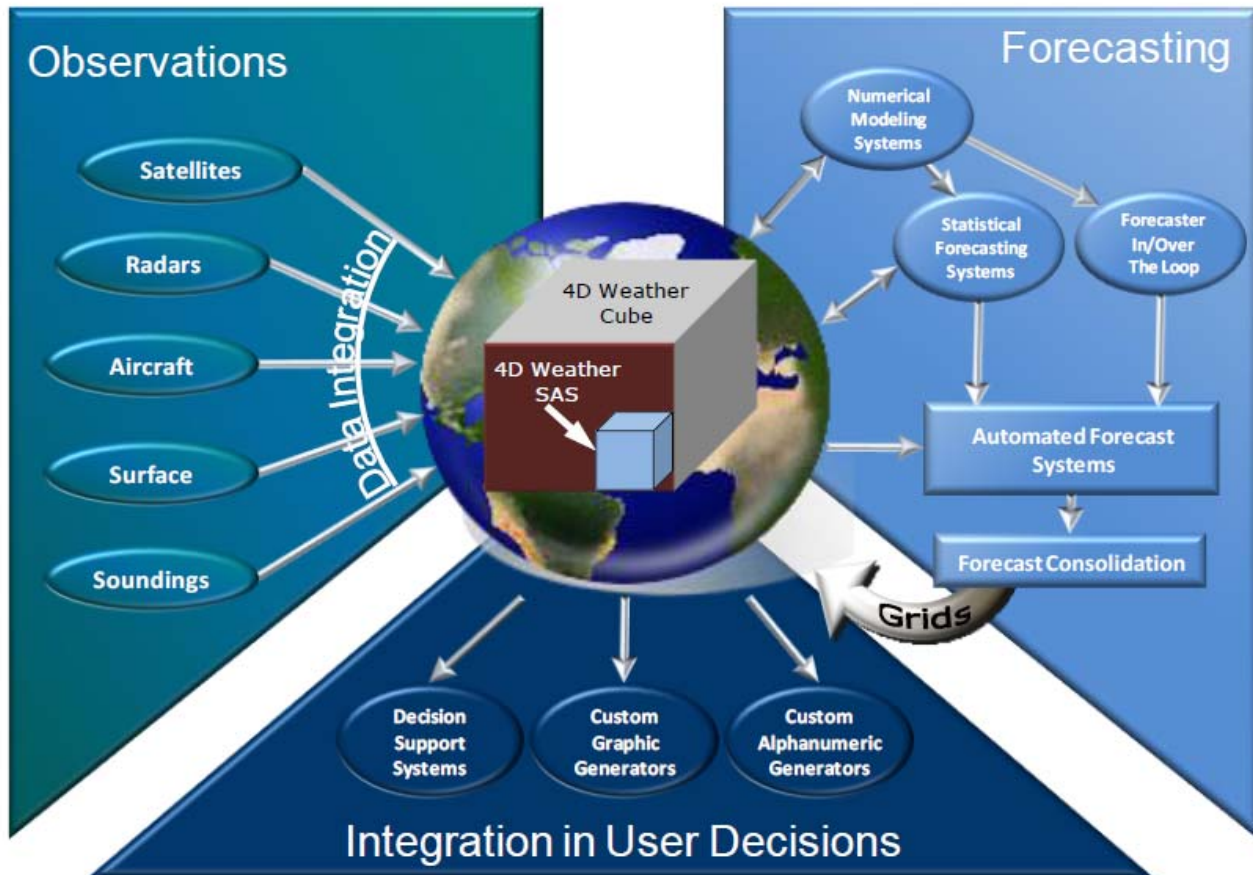 Observations
Satellites
Radars
Aircraft
Surface
Soundings
Data Integration
4D Weather
Cube
4D Weather
SAS
Forecasting
Numerical
Modeling
Systems
Statistical
Forecasting
Systems
Forecaster
In/Over
The Loop
Automated Forecast
Systems
Forecast Consolidation
Grids
Decision
Support
Systems
Custom
Graphic
Generators
Custom
Alphanumeric
Generators
Integration in User Decisions